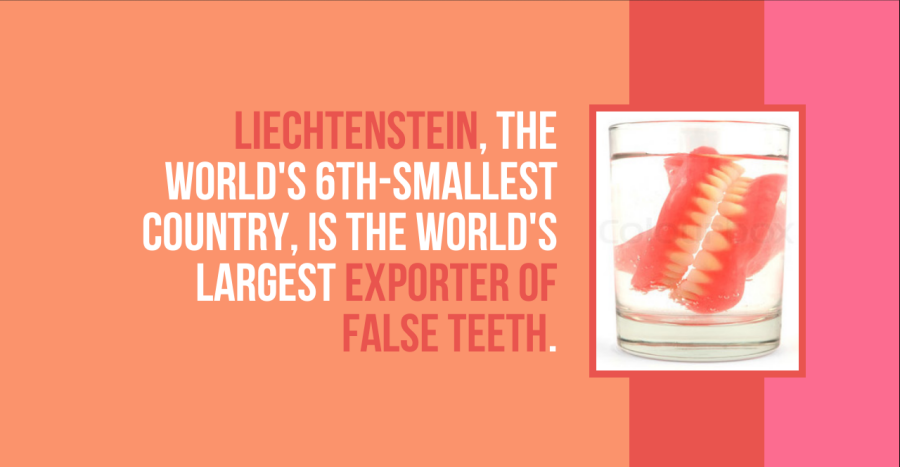 LIECHTENSTEIN, THE
WORLD'S 6TH-SMALLEST
COUNTRY, IS THE WORLD'S
LARGEST EXPORTER OF
FALSE TEETH.